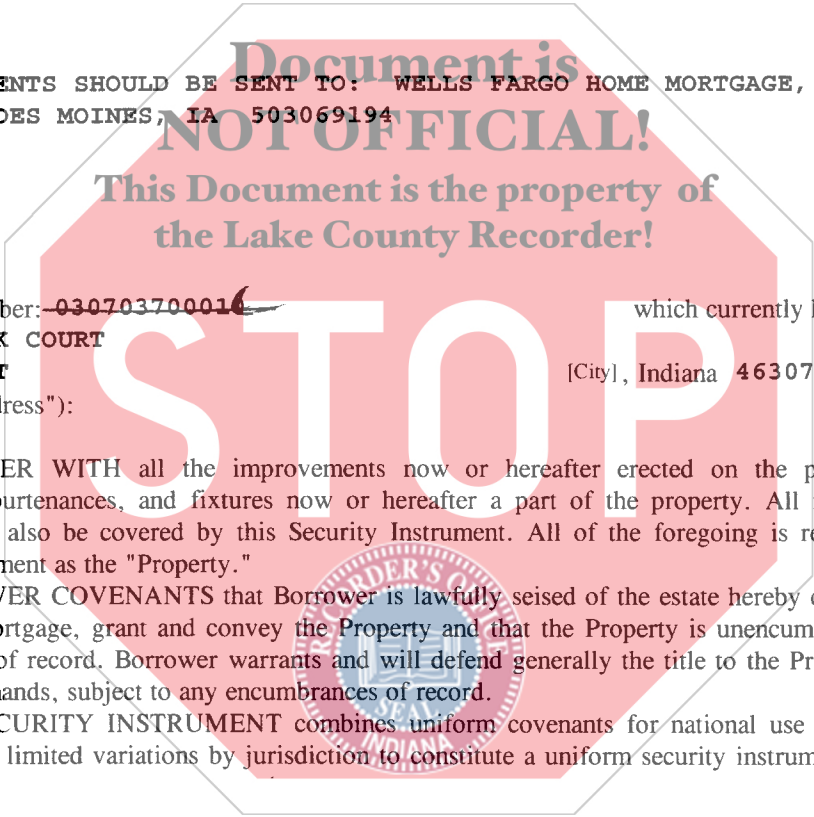 Document is
ENTS SHOULD BE SENT TO: WELLS FARGO HOME MORTGAGE,
DES MOINES, IA 503069194
NOT OFFICIAL!
This Document is the property of
the Lake County Recorder!
ber: 030703700016 which currently
K COURT
T [City], Indiana 46307
ress"):
STOP
ER WITH all the improvements now or hereafter erected on the p
urtenances, and fixtures now or hereafter a part of the property. All
also be covered by this Security Instrument. All of the foregoing is re
ment as the "Property."
VER COVENANTS that Borrower is lawfully seised of the estate hereby
ortgage, grant and convey the Property and that the Property is unencum
of record. Borrower warrants and will defend generally the title to the Pr
ands, subject to any encumbrances of record.
CURITY INSTRUMENT combines uniform covenants for national use
limited variations by jurisdiction to constitute a uniform security instrum
RECORDER'S OFFICE
SEAL
INDIANA